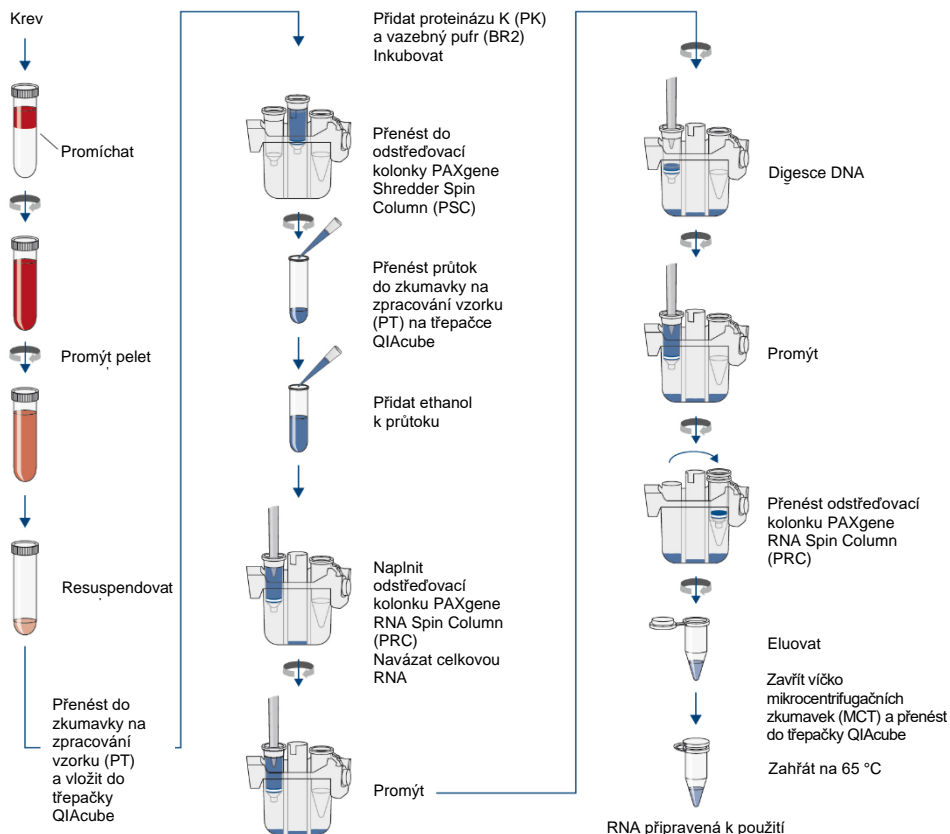 Krev
Promíchat
Promýt pelet
Resuspendovat
Přenést do
zkumavky na
zpracování
vzorku (PT)
a vložit do
třepačky
QIAcube
Přidat proteinázu K (PK)
a vazebný pufr (BR2)
Inkubovat
Přenést do
odstřeďovací
kolonky PAXgene
Shredder Spin
Column (PSC)
Přenést průtok
do zkumavky na
zpracování vzorku
(PT) na třepačce
QIAcube
Přidat ethanol
k průtoku
Naplnit
odstřeďovací
kolonku PAXgene
RNA Spin Column
(PRC)
Navázat celkovou
RNA
Promýt
Digesce DNA
Promýt
Přenést odstřeďovací
kolonku PAXgene
RNA Spin Column
(PRC)
Eluovat
Zavřít víčko
mikrocentrifugačních
zkumavek (MCT) a přenést
do třepačky QIAcube
Zahřát na 65 °C
RNA připravená k použití